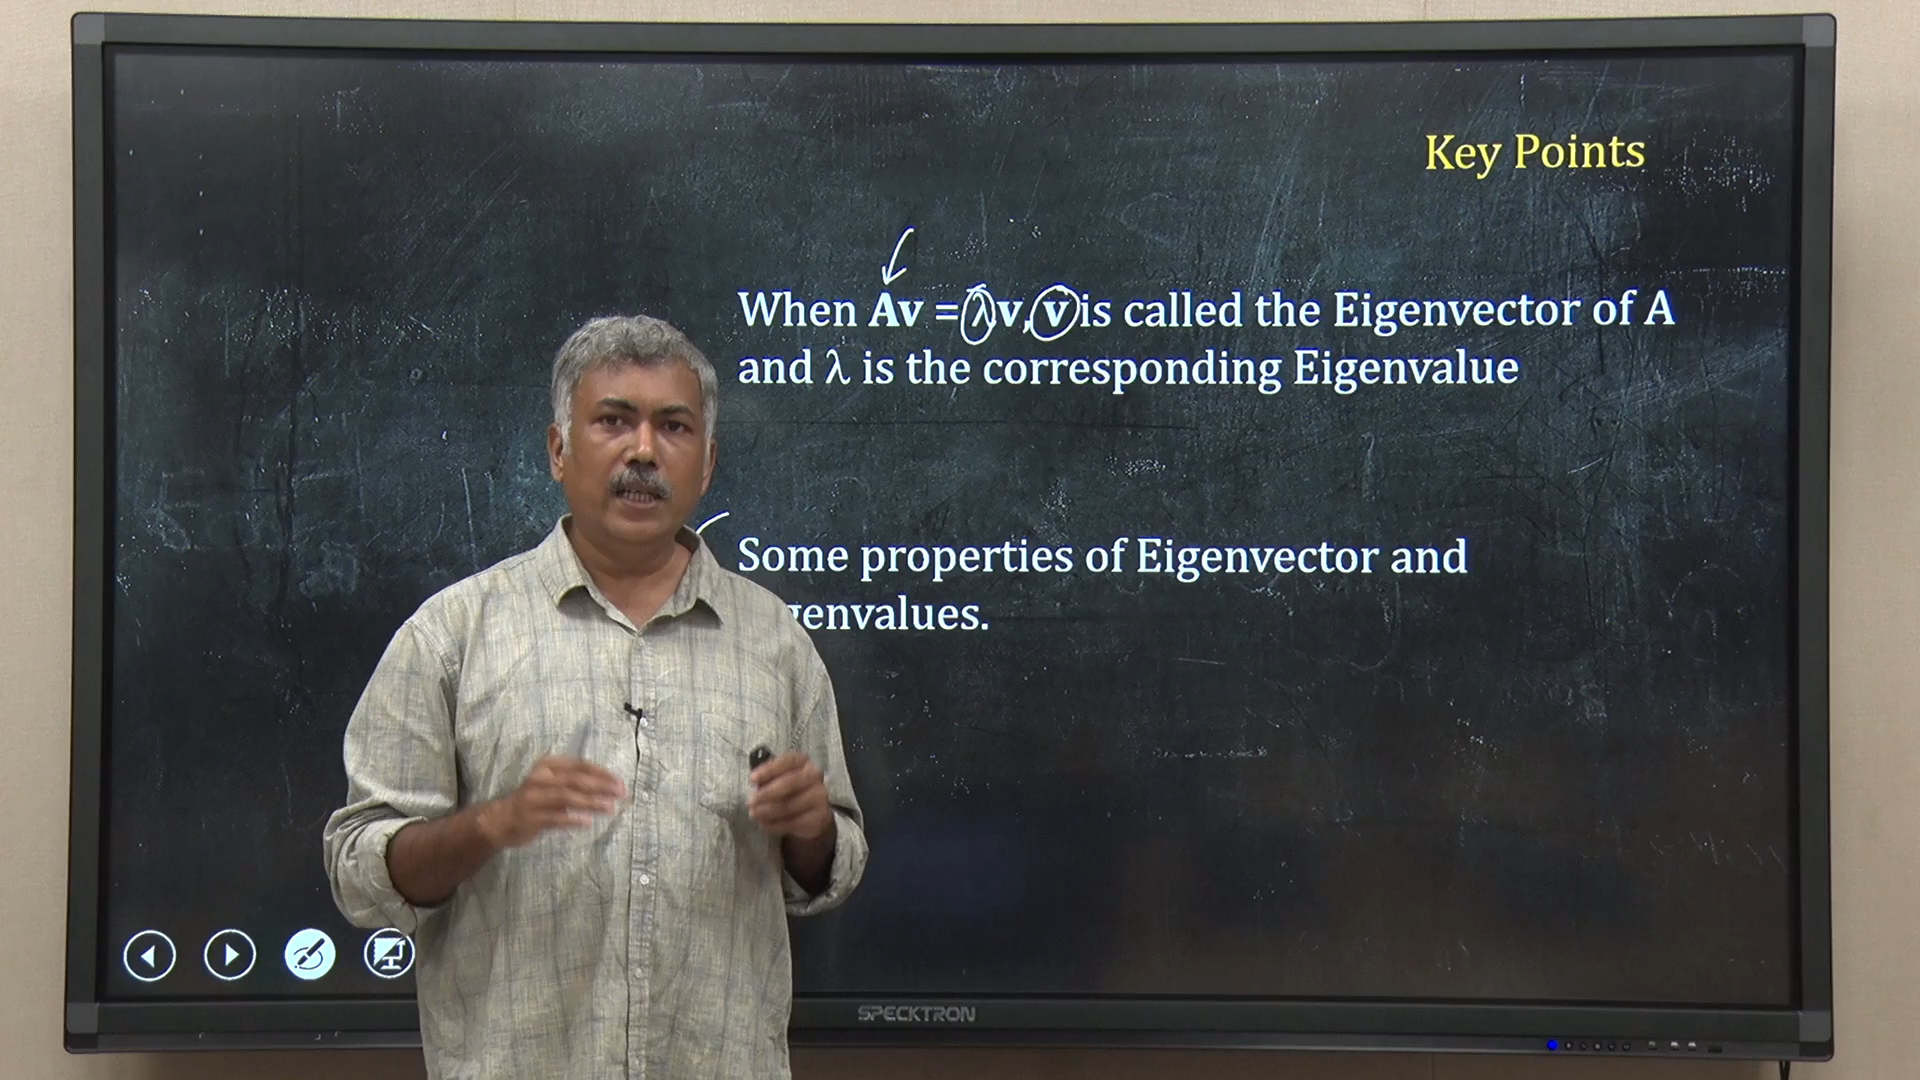 Key Points
When Av = λv, v is called the Eigenvector of A
and λ is the corresponding Eigenvalue
Some properties of Eigenvector and
genvalues.
SPECKTRON